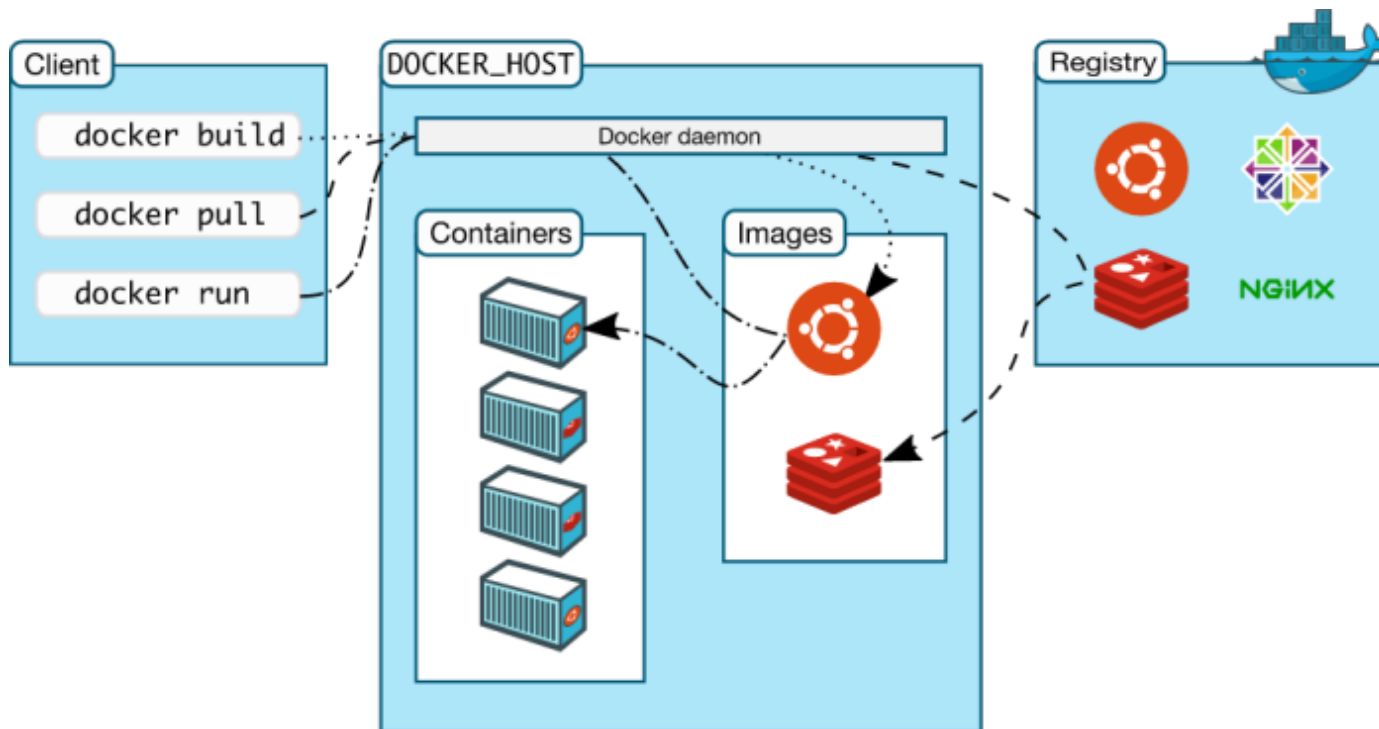 Client
docker build
docker pull
docker run
DOCKER_HOST
Docker daemon
Containers
Images
Registry
NGiNX